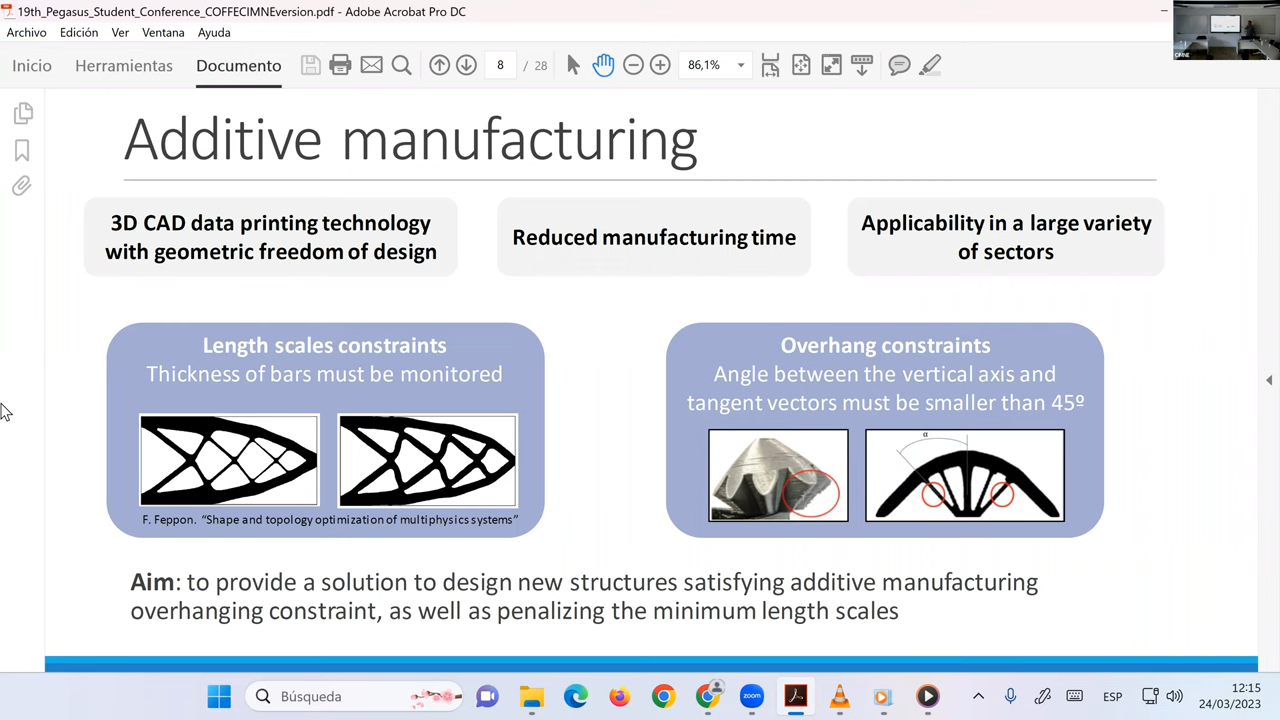 19th_Pegasus_Student_Conference_COFFECIMNEversion.pdf - Adobe Acrobat Pro DC
Archivo Edición Ver Ventana Ayuda
Inicio Herramientas Documento 8 / 28 86,1%
CIMNE
Additive manufacturing
3D CAD data printing technology
with geometric freedom of design
Reduced manufacturing time
Applicability in a large variety
of sectors
Length scales constraints
Thickness of bars must be monitored
F. Feppon. “Shape and topology optimization of multiphysics systems”
Overhang constraints
Angle between the vertical axis and
tangent vectors must be smaller than 45º
α
Aim: to provide a solution to design new structures satisfying additive manufacturing
overhanging constraint, as well as penalizing the minimum length scales
Búsqueda
zoom
ESP
12:15
24/03/2023